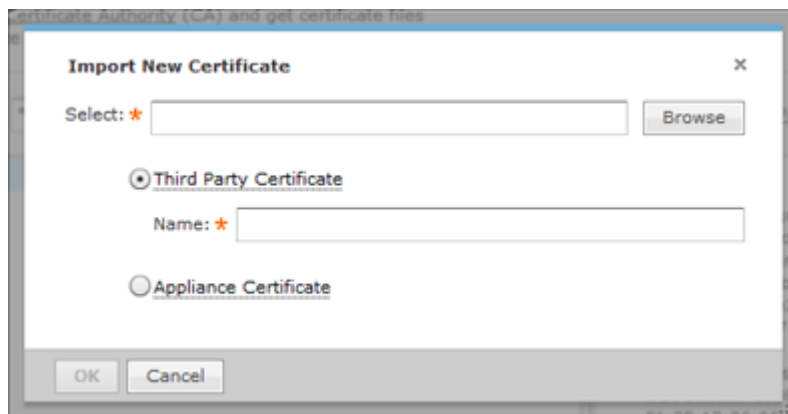 Certificate Authority (CA) and get certificate files
Import New Certificate ×
Select: * Browse
Third Party Certificate
Name: *
Appliance Certificate
OK Cancel